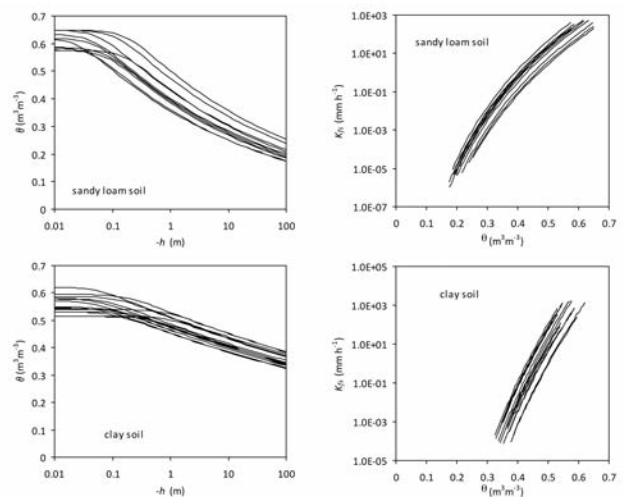 0.7
0.6
0.5
0.4
0.3
0.2
0.1
0
θ (m³m⁻³)
sandy loam soil
0.01 0.1 1 10 100
-h (m)
1.0E+03
1.0E+01
1.0E-01
1.0E-03
1.0E-05
1.0E-07
Kfs (mm h⁻¹)
sandy loam soil
0 0.1 0.2 0.3 0.4 0.5 0.6 0.7
θ (m³m⁻³)
0.7
0.6
0.5
0.4
0.3
0.2
0.1
0
θ (m³m⁻³)
clay soil
0.01 0.1 1 10 100
-h (m)
1.0E+05
1.0E+03
1.0E+01
1.0E-01
1.0E-03
1.0E-05
Kfs (mm h⁻¹)
clay soil
0 0.1 0.2 0.3 0.4 0.5 0.6 0.7
θ (m³m⁻³)